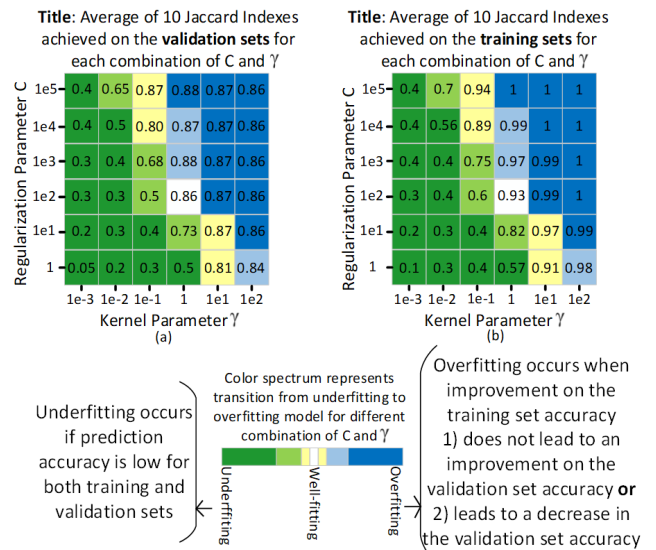 Title: Average of 10 Jaccard Indexes
achieved on the validation sets for
each combination of C and γ
Regularization Parameter C
1e5 0.4 0.65 0.87 0.88 0.87 0.86
1e4 0.4 0.5 0.80 0.87 0.87 0.86
1e3 0.3 0.4 0.68 0.88 0.87 0.86
1e2 0.3 0.3 0.5 0.86 0.87 0.86
1e1 0.2 0.3 0.4 0.73 0.87 0.86
1 0.05 0.2 0.3 0.5 0.81 0.84
1e-3 1e-2 1e-1 1 1e1 1e2
Kernel Parameter γ
(a)
Title: Average of 10 Jaccard Indexes
achieved on the training sets for
each combination of C and γ
Regularization Parameter C
1e5 0.4 0.7 0.94 1 1 1
1e4 0.4 0.56 0.89 0.99 1 1
1e3 0.4 0.4 0.75 0.97 0.99 1
1e2 0.3 0.4 0.6 0.93 0.99 1
1e1 0.2 0.3 0.4 0.82 0.97 0.99
1 0.1 0.3 0.4 0.57 0.91 0.98
1e-3 1e-2 1e-1 1 1e1 1e2
Kernel Parameter γ
(b)
Underfitting occurs
if prediction
accuracy is low for
both training and
validation sets
Color spectrum represents
transition from underfitting to
overfitting model for different
combination of C and γ
Underffiting
Well-fitting
Overfitting
Overfitting occurs when
improvement on the
training set accuracy
1) does not lead to an
improvement on the
validation set accuracy or
2) leads to a decrease in
the validation set accuracy